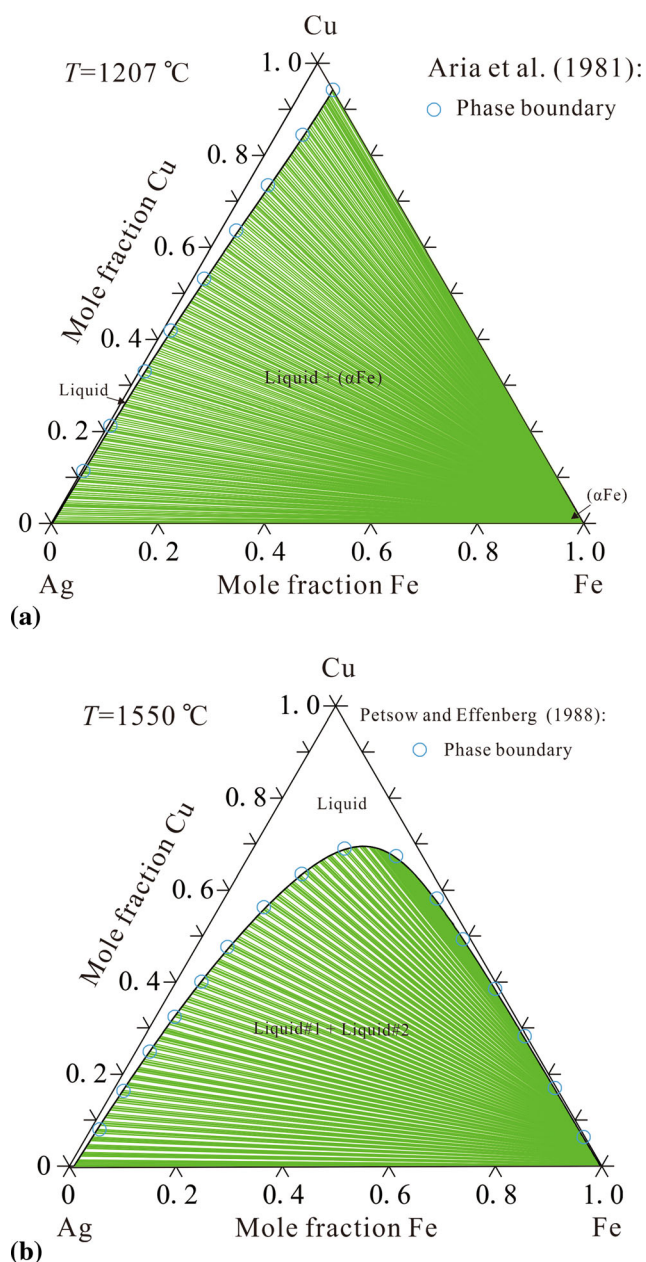 Cu
T=1207 ℃
1.0
Aria et al. (1981):
Phase boundary
0.8
0.6
Mole fraction Cu
0.4
Liquid
Liquid + (αFe)
0.2
(αFe)
0
0 0.2 0.4 0.6 0.8 1.0
Ag Mole fraction Fe Fe
(a)
Cu
T=1550 ℃
1.0
Petsow and Effenberg (1988):
Phase boundary
0.8
Liquid
0.6
Mole fraction Cu
0.4
Liquid#1 + Liquid#2
0.2
0
0 0.2 0.4 0.6 0.8 1.0
Ag Mole fraction Fe Fe
(b)